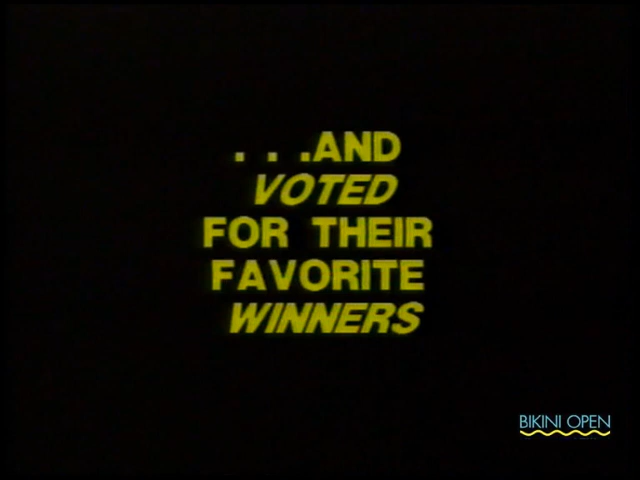 . . .AND
VOTED
FOR THEIR
FAVORITE
WINNERS
BIKINI OPEN